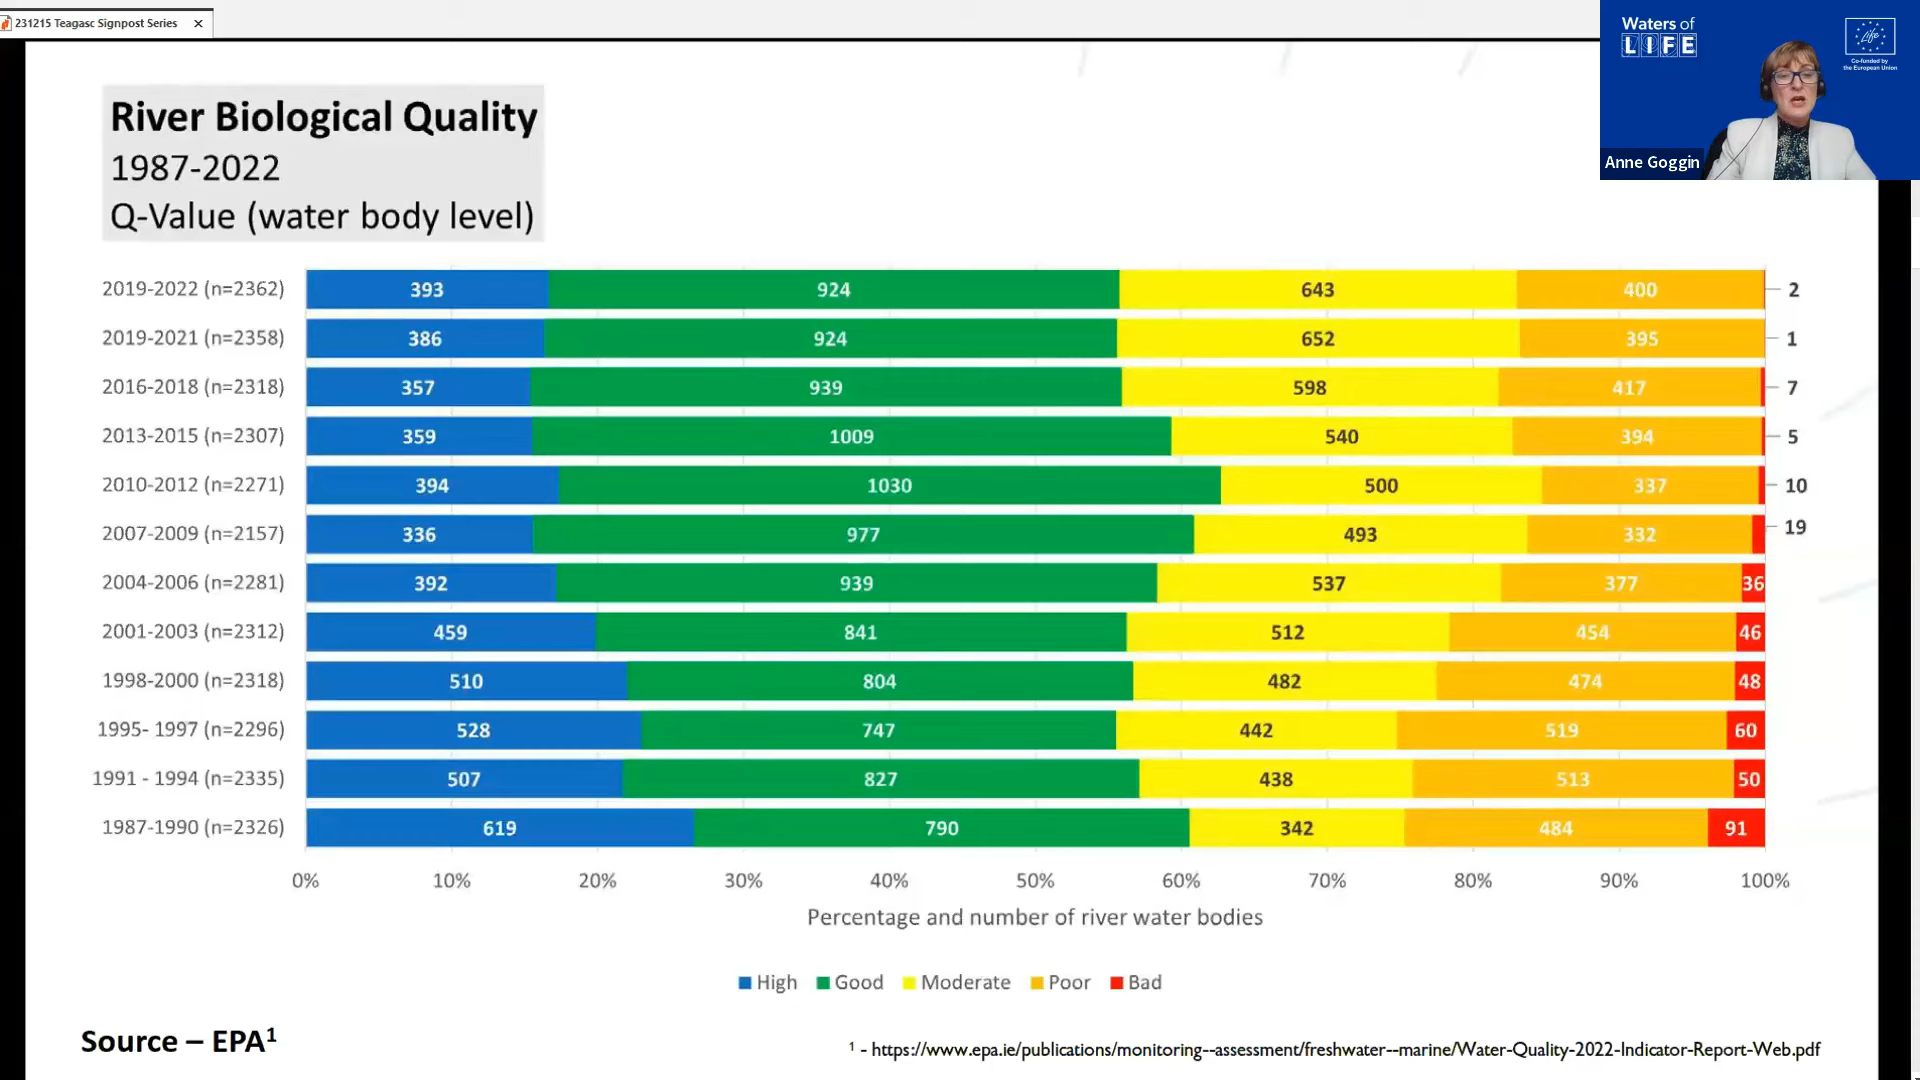 231215 Teagasc Signpost Series
Waters of
LIFE
Life
Co-funded by
the European Union
Anne Goggin
River Biological Quality
1987-2022
Q-Value (water body level)
2019-2022 (n=2362) 393 924 643 400 2
2019-2021 (n=2358) 386 924 652 395 1
2016-2018 (n=2318) 357 939 598 417 7
2013-2015 (n=2307) 359 1009 540 394 5
2010-2012 (n=2271) 394 1030 500 337 10
2007-2009 (n=2157) 336 977 493 332 19
2004-2006 (n=2281) 392 939 537 377 36
2001-2003 (n=2312) 459 841 512 454 46
1998-2000 (n=2318) 510 804 482 474 48
1995- 1997 (n=2296) 528 747 442 519 60
1991 - 1994 (n=2335) 507 827 438 513 50
1987-1990 (n=2326) 619 790 342 484 91
0% 10% 20% 30% 40% 50% 60% 70% 80% 90% 100%
Percentage and number of river water bodies
High Good Moderate Poor Bad
Source – EPA¹
¹ - https://www.epa.ie/publications/monitoring--assessment/freshwater--marine/Water-Quality-2022-Indicator-Report-Web.pdf